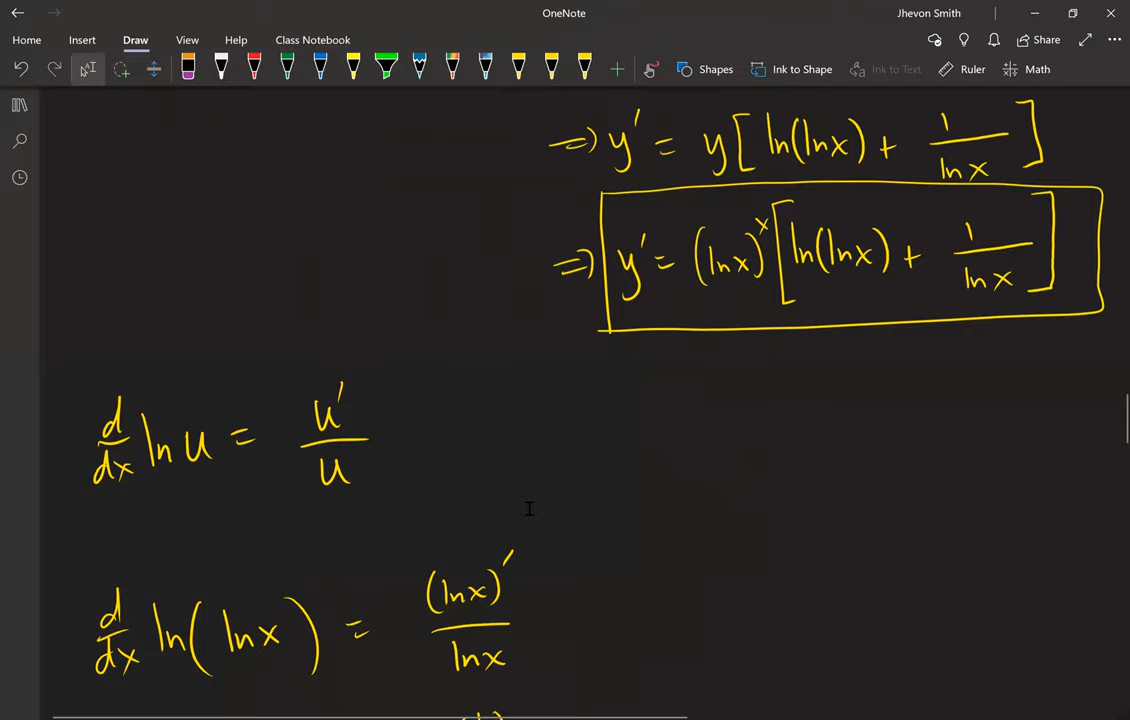 OneNote
Jhevon Smith
Home Insert Draw View Help Class Notebook
Share
Shapes Ink to Shape Ink to Text Ruler Math
⇒ y' = y[ln(lnx) + 1/lnx]
⇒ y' = (lnx)^x [ln(lnx) + 1/lnx]
d/dx ln u = u'/u
d/dx ln(lnx) = (lnx)'/lnx